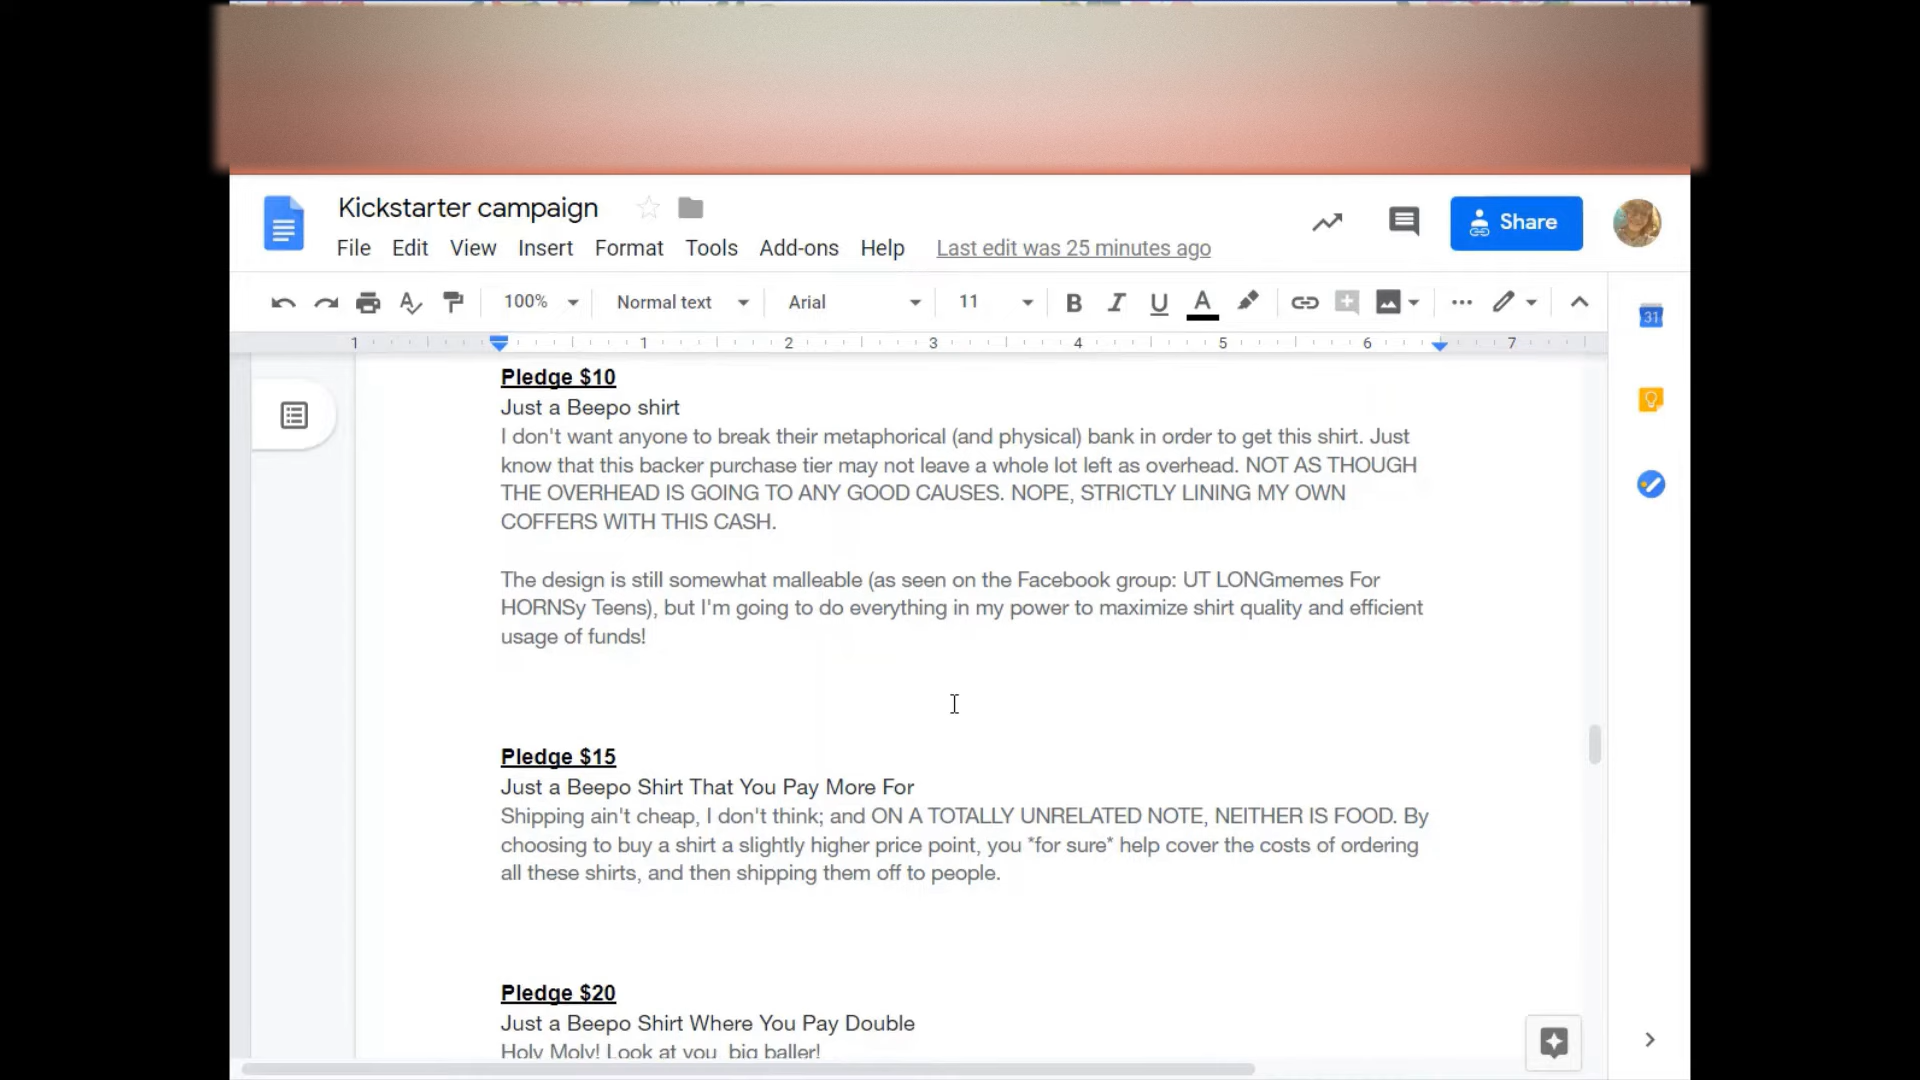 Kickstarter campaign
File Edit View Insert Format Tools Add-ons Help Last edit was 25 minutes ago
Share
100% Normal text Arial 11 B I U A
1 1 2 3 4 5 6 7
31
Pledge $10
Just a Beepo shirt
I don't want anyone to break their metaphorical (and physical) bank in order to get this shirt. Just
know that this backer purchase tier may not leave a whole lot left as overhead. NOT AS THOUGH
THE OVERHEAD IS GOING TO ANY GOOD CAUSES. NOPE, STRICTLY LINING MY OWN
COFFERS WITH THIS CASH.
The design is still somewhat malleable (as seen on the Facebook group: UT LONGmemes For
HORNSy Teens), but I'm going to do everything in my power to maximize shirt quality and efficient
usage of funds!
Pledge $15
Just a Beepo Shirt That You Pay More For
Shipping ain't cheap, I don't think; and ON A TOTALLY UNRELATED NOTE, NEITHER IS FOOD. By
choosing to buy a shirt a slightly higher price point, you *for sure* help cover the costs of ordering
all these shirts, and then shipping them off to people.
Pledge $20
Just a Beepo Shirt Where You Pay Double
Holy Moly! Look at you, big baller!